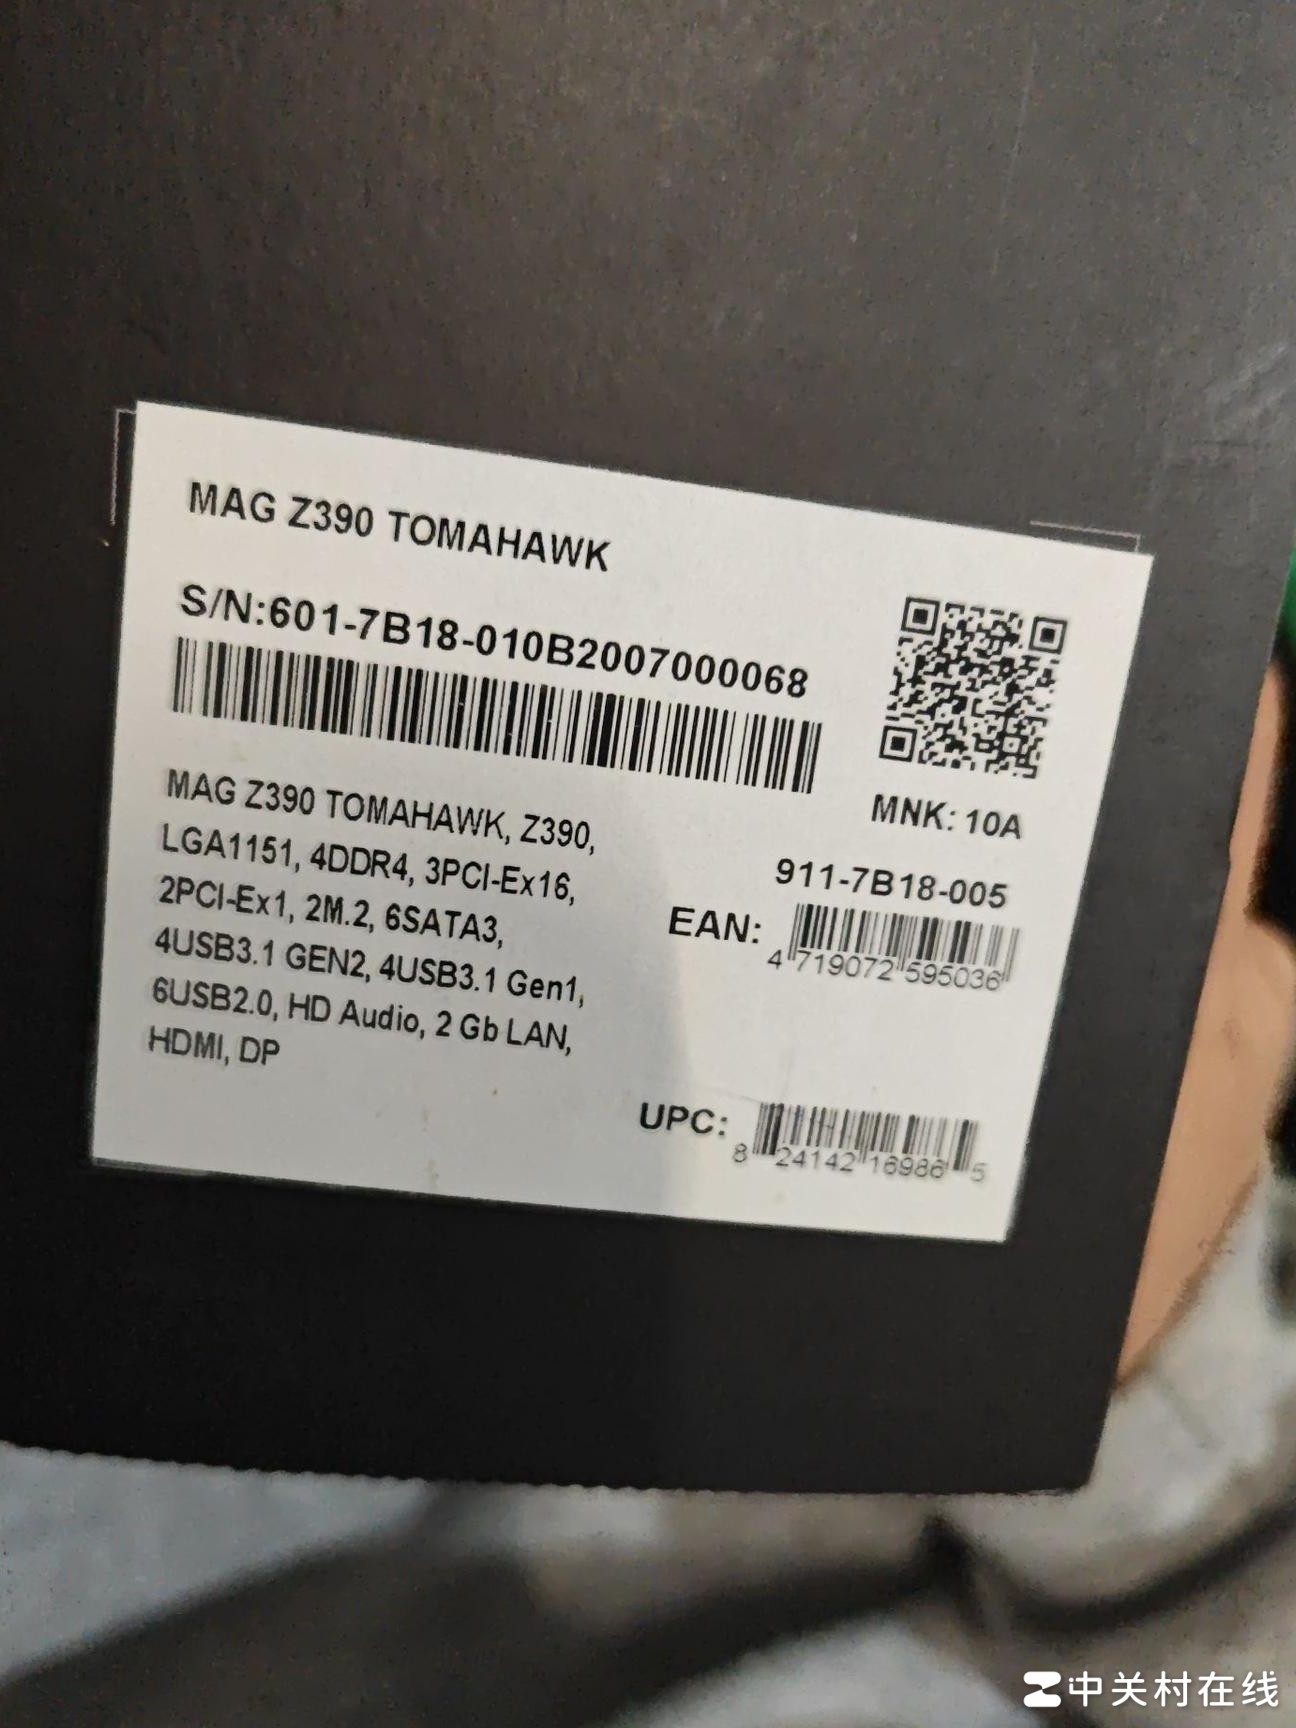 MAG Z390 TOMAHAWK
S/N:601-7B18-010B2007000068
MAG Z390 TOMAHAWK, Z390,
LGA1151, 4DDR4, 3PCI-Ex16,
2PCI-Ex1, 2M.2, 6SATA3,
4USB3.1 GEN2, 4USB3.1 Gen1,
6USB2.0, HD Audio, 2 Gb LAN,
HDMI, DP
MNK: 10A
911-7B18-005
EAN:
4 719072 595036
UPC:
8 24142 16986 5
中关村在线